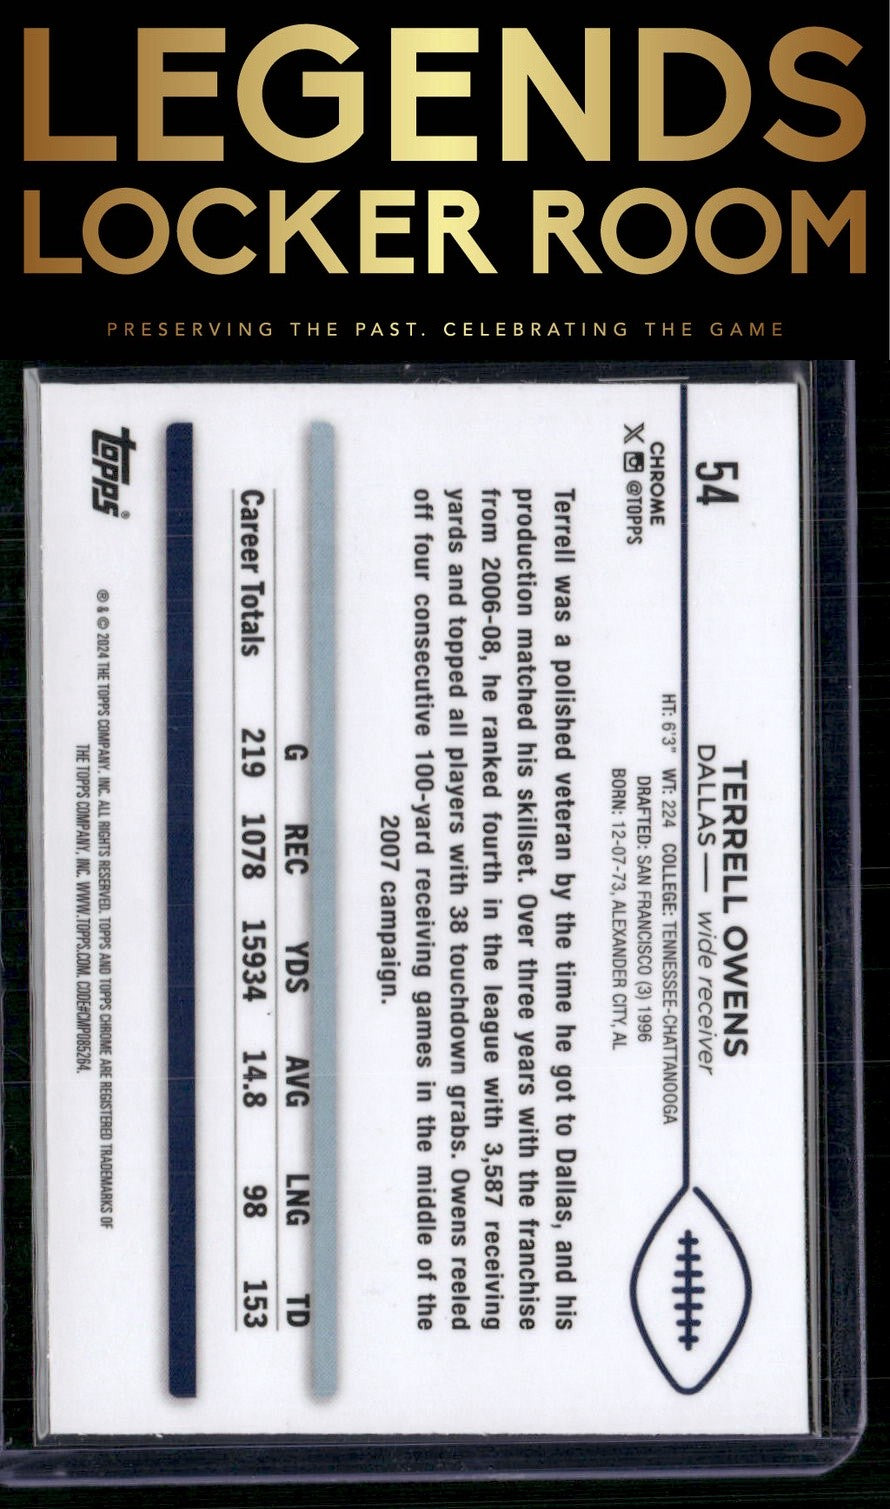 LEGENDS
LOCKER ROOM
PRESERVING THE PAST. CELEBRATING THE GAME
54
TERRELL OWENS
DALLAS — wide receiver
CHROME
X @TOPPS
HT: 6'3" WT: 224 COLLEGE: TENNESSEE-CHATTANOOGA
DRAFTED: SAN FRANCISCO (3) 1996
BORN: 12-07-73, ALEXANDER CITY, AL
Terrell was a polished veteran by the time he got to Dallas, and his
production matched his skillset. Over three years with the franchise
from 2006-08, he ranked fourth in the league with 3,587 receiving
yards and topped all players with 38 touchdown grabs. Owens reeled
off four consecutive 100-yard receiving games in the middle of the
2007 campaign.
G REC YDS AVG LNG TD
Career Totals 219 1078 15934 14.8 98 153
topps®
® & © 2024 THE TOPPS COMPANY, INC. ALL RIGHTS RESERVED. TOPPS AND TOPPS CHROME ARE REGISTERED TRADEMARKS OF
THE TOPPS COMPANY, INC. WWW.TOPPS.COM. CODE#CMP085264.